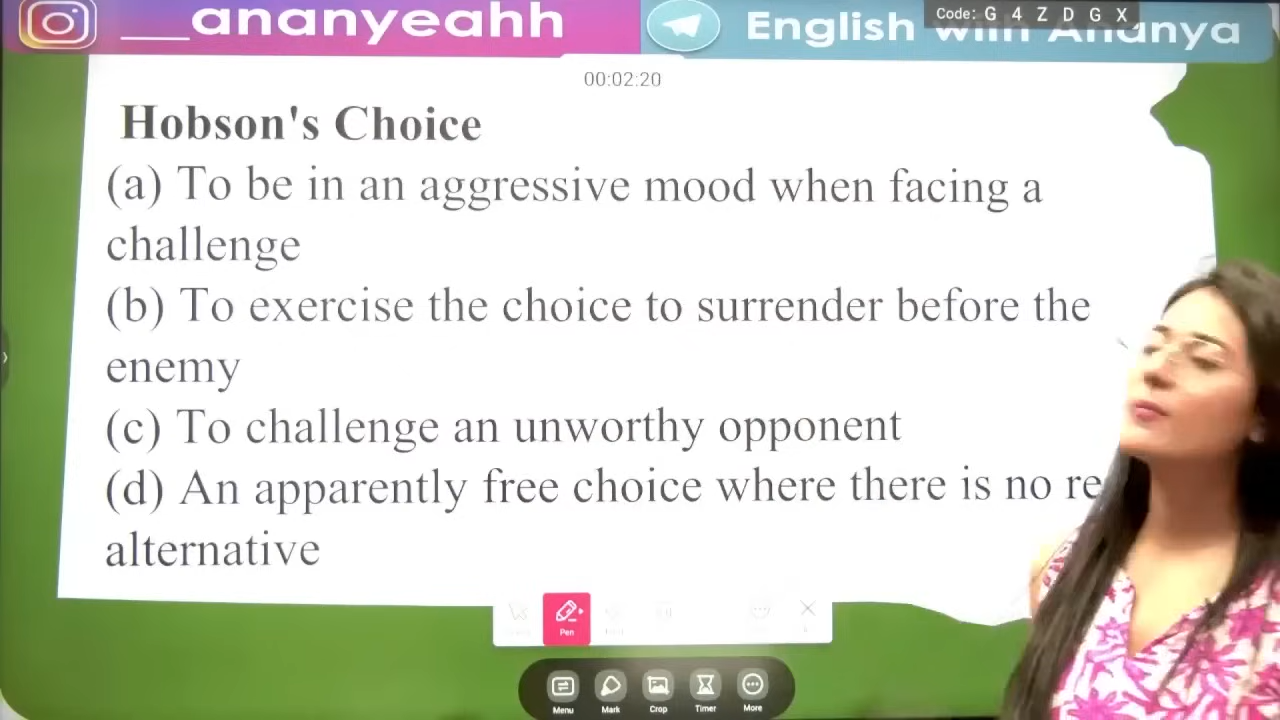 ___ananyeahh
English with Ananya
Code: G 4 Z D G X
00:02:20
Hobson's Choice
(a) To be in an aggressive mood when facing a
challenge
(b) To exercise the choice to surrender before the
enemy
(c) To challenge an unworthy opponent
(d) An apparently free choice where there is no
alternative
Pen
Menu
Mark
Crop
Timer
More